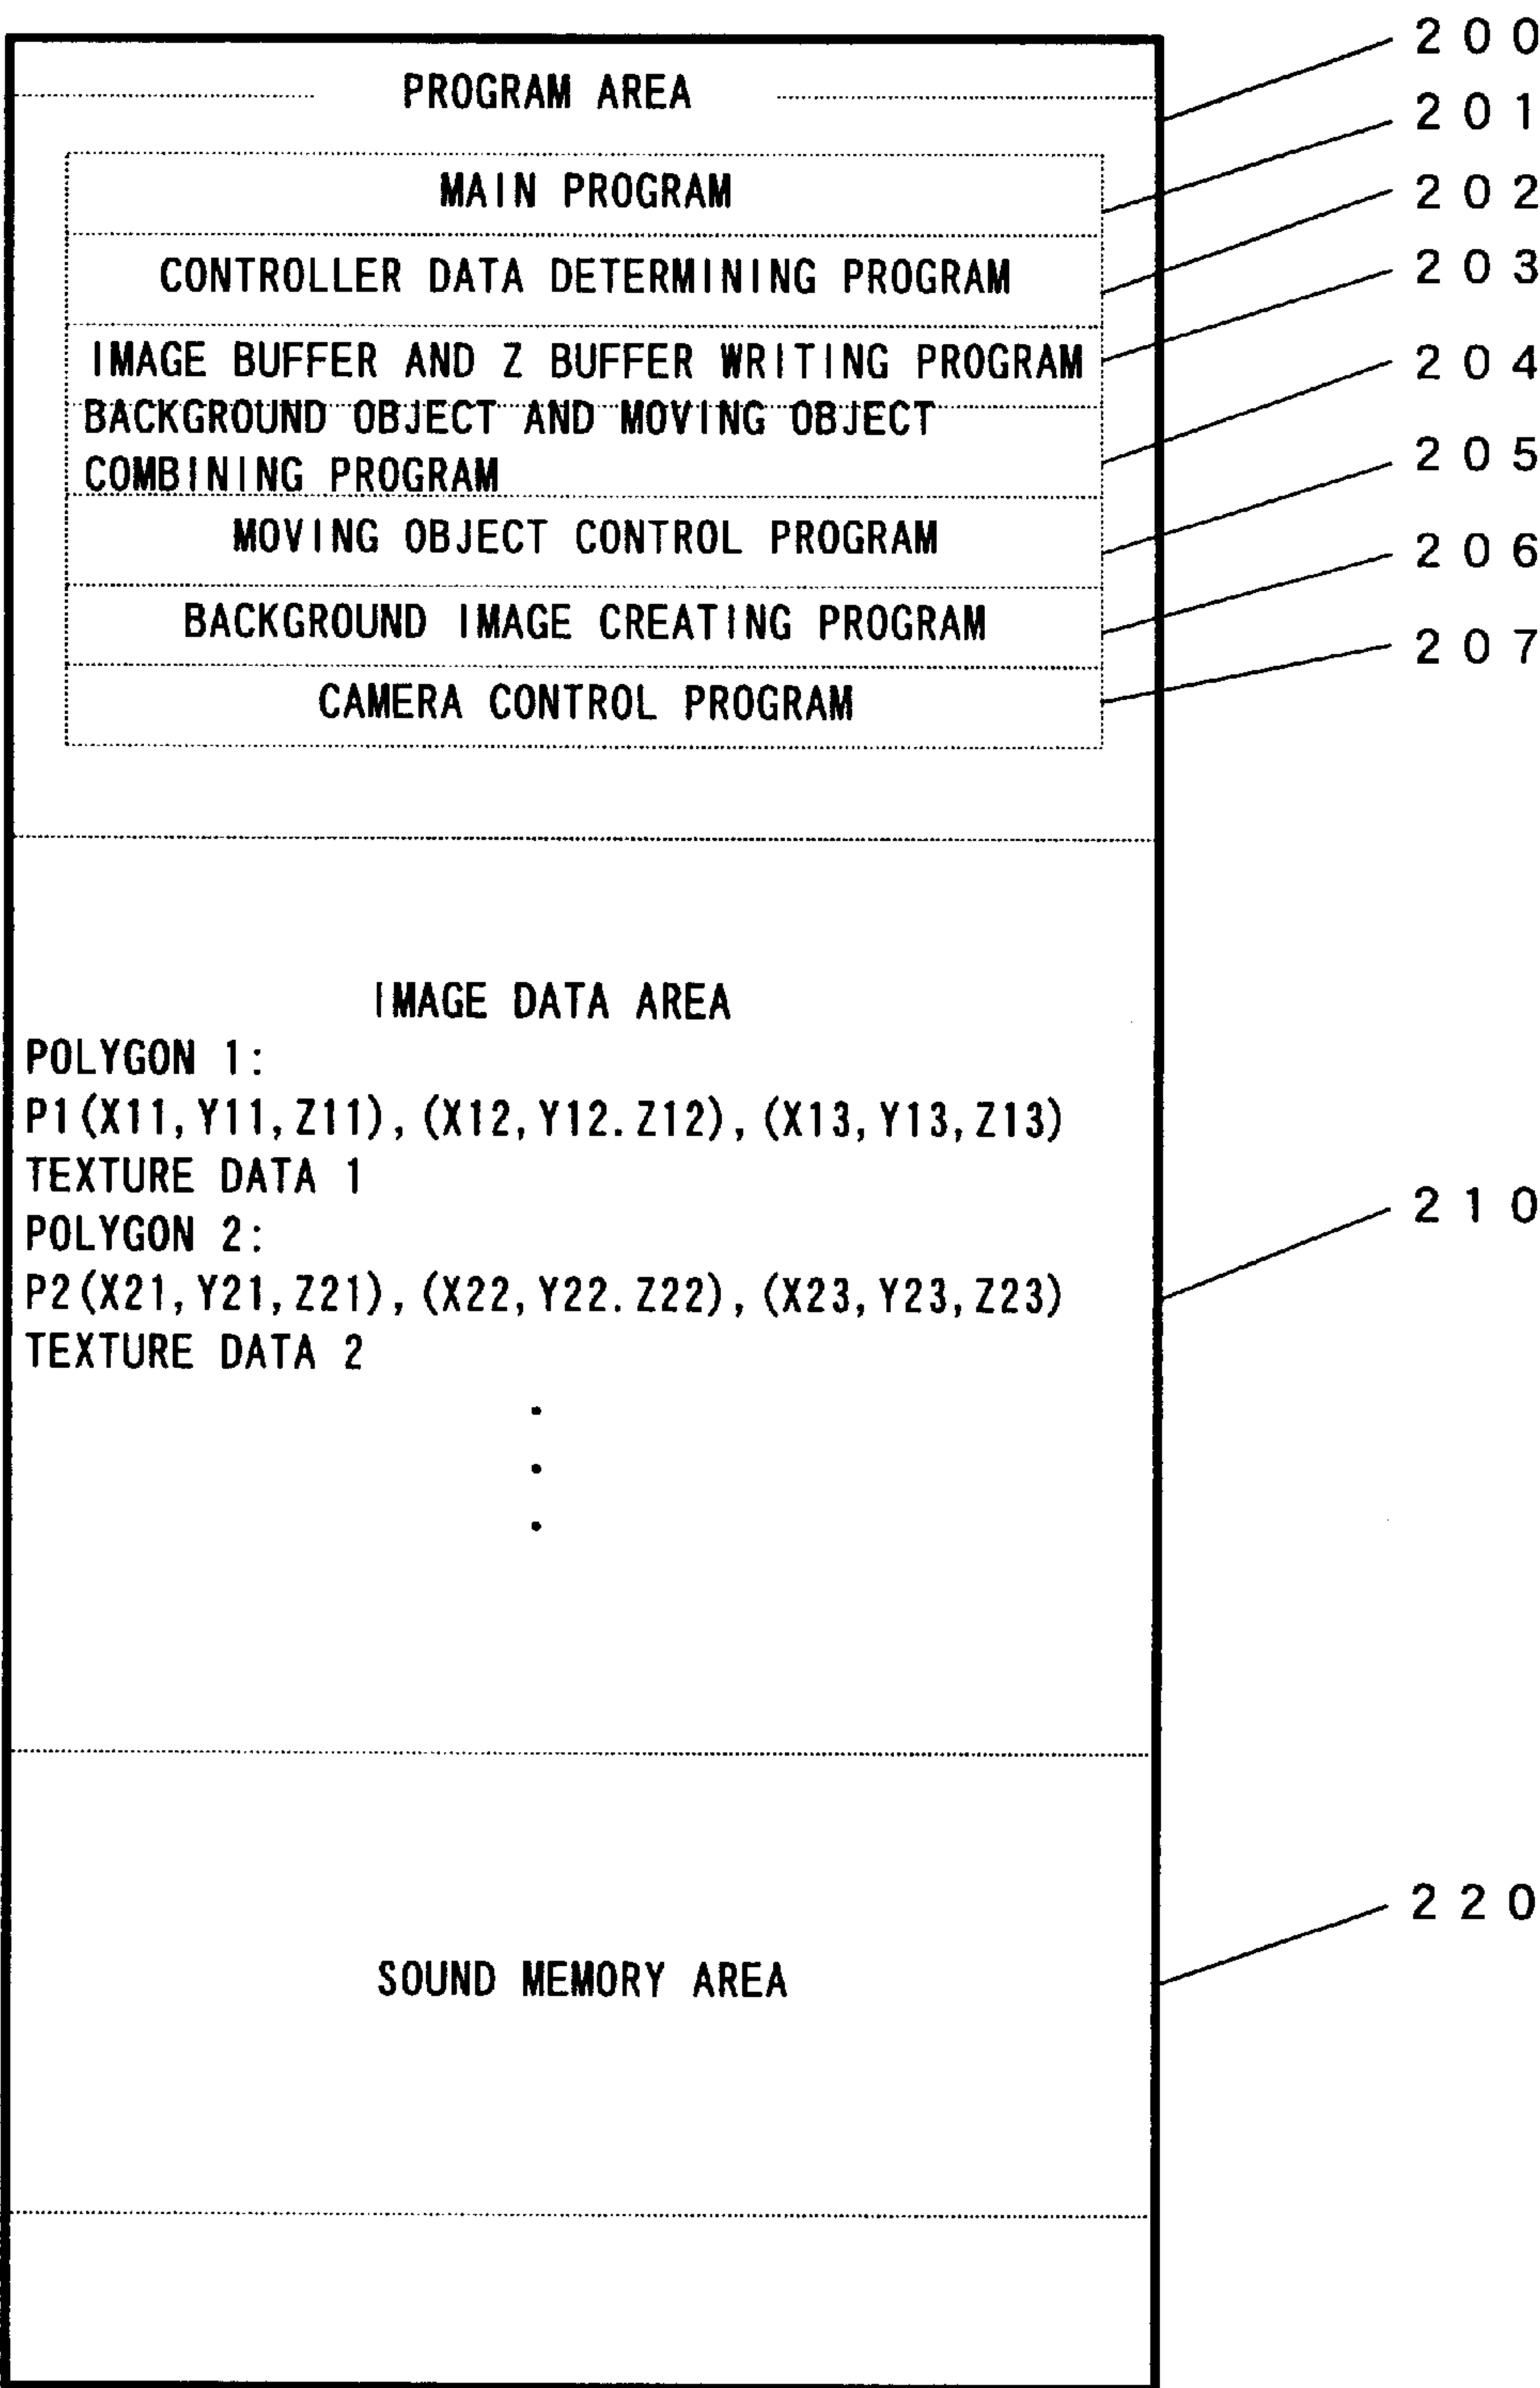 PROGRAM AREA
200
MAIN PROGRAM
201
CONTROLLER DATA DETERMINING PROGRAM
202
IMAGE BUFFER AND Z BUFFER WRITING PROGRAM
203
BACKGROUND OBJECT AND MOVING OBJECT
COMBINING PROGRAM
204
MOVING OBJECT CONTROL PROGRAM
205
BACKGROUND IMAGE CREATING PROGRAM
206
CAMERA CONTROL PROGRAM
207
IMAGE DATA AREA
POLYGON 1:
P1(X11,Y11,Z11),(X12,Y12.Z12),(X13,Y13,Z13)
TEXTURE DATA 1
POLYGON 2:
P2(X21,Y21,Z21),(X22,Y22.Z22),(X23,Y23,Z23)
TEXTURE DATA 2
.
.
.
210
SOUND MEMORY AREA
220